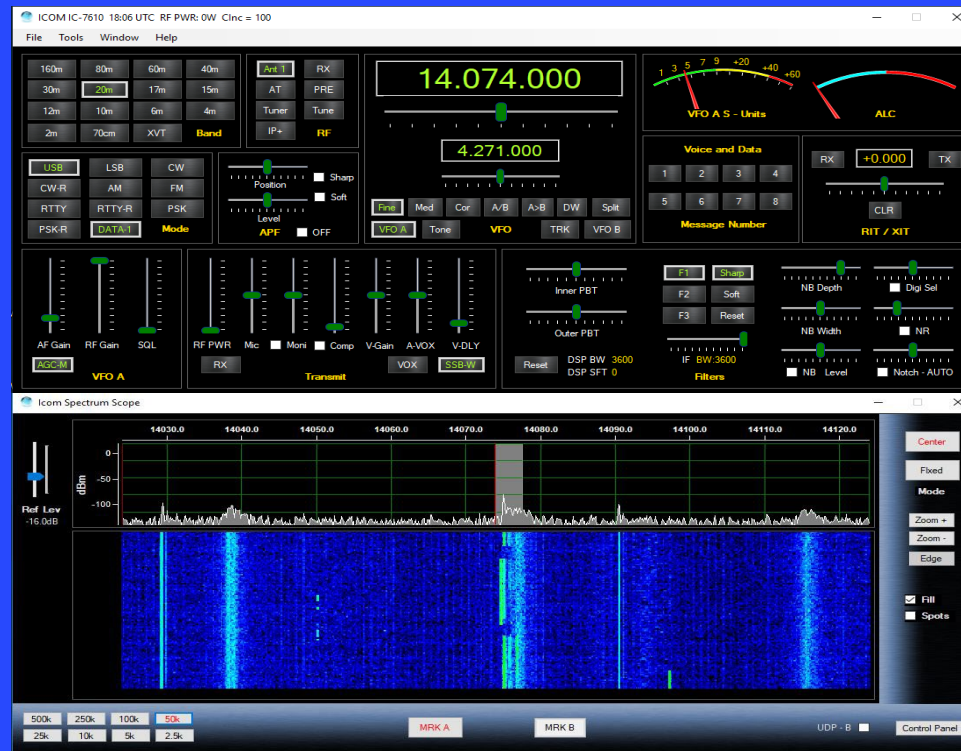 ICOM IC-7610 18:06 UTC RF PWR: 0W CInc = 100
File Tools Window Help
160m 80m 60m 40m
30m 20m 17m 15m
12m 10m 6m 4m
2m 70cm XVT Band
Ant 1 RX
AT PRE
Tuner Tune
IP+ RF
14.074.000
4.271.000
Fine Med Cor A/B A>B DW Split
VFO A Tone VFO TRK VFO B
1 3 5 7 9 +20 +40 +60
VFO A S - Units
ALC
USB LSB CW
CW-R AM FM
RTTY RTTY-R PSK
PSK-R DATA-1 Mode
Position Sharp
Soft
Level
APF OFF
Voice and Data
1 2 3 4
5 6 7 8
Message Number
RX +0.000 TX
CLR
RIT / XIT
AF Gain RF Gain SQL
AGC-M
VFO A
RF PWR Mic Moni Comp V-Gain A-VOX V-DLY
RX VOX SSB-W
Transmit
Inner PBT
Outer PBT
Reset DSP BW 3600
DSP SFT 0
F1 Sharp
F2 Soft
F3 Reset
IF BW:3600
Filters
NB Depth Digi Sel
NB Width NR
NB Level Notch - AUTO
Icom Spectrum Scope
14030.0 14040.0 14050.0 14060.0 14070.0 14080.0 14090.0 14100.0 14110.0 14120.0
0
-50
-100
dBm
Ref Lev
-16.0dB
Center
Fixed
Mode
Zoom +
Zoom -
Edge
Fill
Spots
500k 250k 100k 50k
25k 10k 5k 2.5k
MRK A MRK B
UDP - B Control Panel